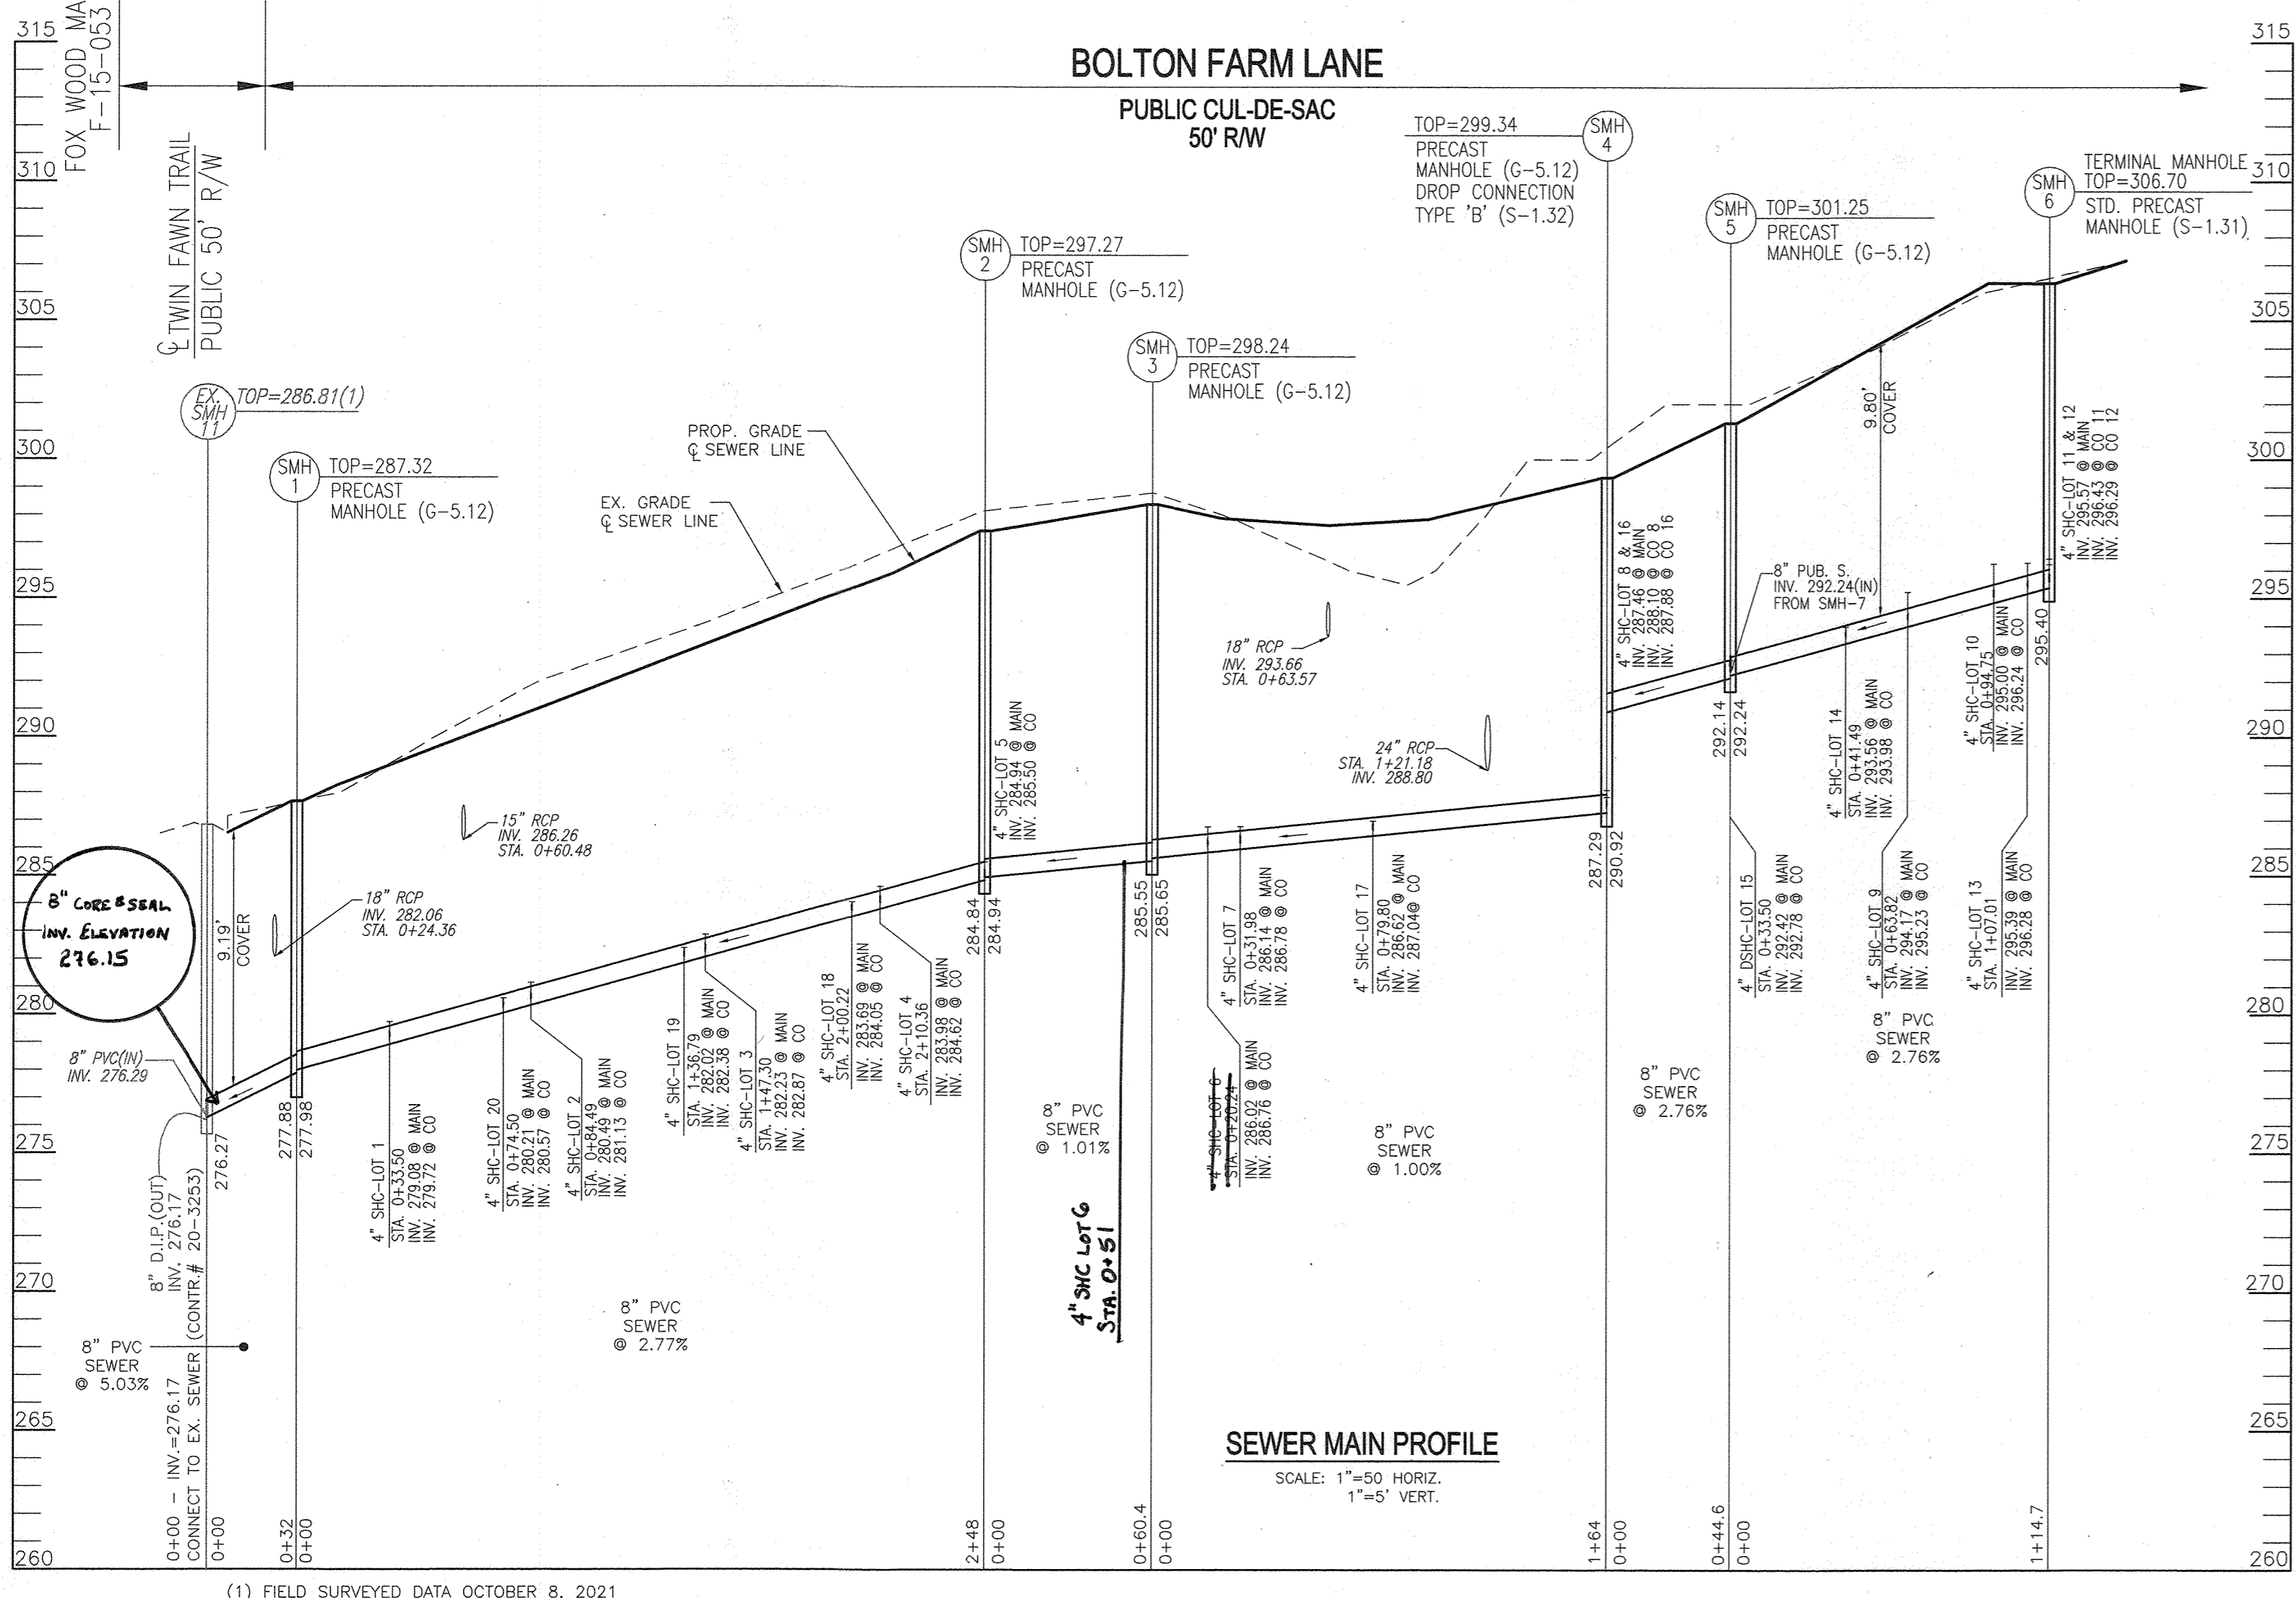 BOLTON FARM LANE
PUBLIC CUL-DE-SAC
50' R/W
FOX WOOD MA
F-15-053
℄ TWIN FAWN TRAIL
PUBLIC 50' R/W
315
310
305
300
295
290
285
280
275
270
265
260
315
310
305
300
295
290
285
280
275
270
265
260
EX.
SMH
11
TOP=286.81(1)
SMH
1
TOP=287.32
PRECAST
MANHOLE (G-5.12)
SMH
2
TOP=297.27
PRECAST
MANHOLE (G-5.12)
SMH
3
TOP=298.24
PRECAST
MANHOLE (G-5.12)
SMH
4
TOP=299.34
PRECAST
MANHOLE (G-5.12)
DROP CONNECTION
TYPE 'B' (S-1.32)
SMH
5
TOP=301.25
PRECAST
MANHOLE (G-5.12)
SMH
6
TERMINAL MANHOLE
TOP=306.70
STD. PRECAST
MANHOLE (S-1.31)
PROP. GRADE
℄ SEWER LINE
EX. GRADE
℄ SEWER LINE
8" CORE & SEAL
INV. ELEVATION
276.15
9.19'
COVER
18" RCP
INV. 282.06
STA. 0+24.36
15" RCP
INV. 286.26
STA. 0+60.48
18" RCP
INV. 293.66
STA. 0+63.57
24" RCP
STA. 1+21.18
INV. 288.80
9.80'
COVER
8" PUB. S.
INV. 292.24(IN)
FROM SMH-7
4" SHC-LOT 5
INV. 284.94 @ MAIN
INV. 285.50 @ CO
4" SHC-LOT 8 & 16
INV. 287.46 @ MAIN
INV. 288.10 @ CO 8
INV. 287.88 @ CO 16
4" SHC-LOT 11 & 12
INV. 295.57 @ MAIN
INV. 296.43 @ CO 11
INV. 296.29 @ CO 12
8" PVC(IN)
INV. 276.29
8" D.I.P.(OUT)
INV. 276.17
276.27
277.88
277.98
284.84
284.94
285.55
285.65
287.29
290.92
292.14
292.24
295.40
4" SHC-LOT 1
STA. 0+33.50
INV. 279.08 @ MAIN
INV. 279.72 @ CO
4" SHC-LOT 20
STA. 0+74.50
INV. 280.21 @ MAIN
INV. 280.57 @ CO
4" SHC-LOT 2
STA. 0+84.49
INV. 280.49 @ MAIN
INV. 281.13 @ CO
4" SHC-LOT 19
STA. 1+36.79
INV. 282.02 @ MAIN
INV. 282.38 @ CO
4" SHC-LOT 3
STA. 1+47.30
INV. 282.23 @ MAIN
INV. 282.87 @ CO
4" SHC-LOT 18
STA. 2+00.22
INV. 283.69 @ MAIN
INV. 284.05 @ CO
4" SHC-LOT 4
STA. 2+10.36
INV. 283.98 @ MAIN
INV. 284.62 @ CO
4" SHC LOT 6
STA. 0+51
4" SHC-LOT 6
STA. 0+20.24
INV. 286.02 @ MAIN
INV. 286.76 @ CO
4" SHC-LOT 7
STA. 0+31.98
INV. 286.14 @ MAIN
INV. 286.78 @ CO
4" SHC-LOT 17
STA. 0+79.80
INV. 286.62 @ MAIN
INV. 287.04@ CO
4" DSHC-LOT 15
STA. 0+33.50
INV. 292.42 @ MAIN
INV. 292.78 @ CO
4" SHC-LOT 14
STA. 0+41.49
INV. 293.56 @ MAIN
INV. 293.98 @ CO
4" SHC-LOT 9
STA. 0+63.82
INV. 294.17 @ MAIN
INV. 295.23 @ CO
4" SHC-LOT 10
STA. 0+94.75
INV. 295.00 @ MAIN
INV. 296.24 @ CO
4" SHC-LOT 13
STA. 1+07.01
INV. 295.39 @ MAIN
INV. 296.28 @ CO
8" PVC
SEWER
@ 5.03%
8" PVC
SEWER
@ 2.77%
8" PVC
SEWER
@ 1.01%
8" PVC
SEWER
@ 1.00%
8" PVC
SEWER
@ 2.76%
8" PVC
SEWER
@ 2.76%
0+00 - INV.=276.17
CONNECT TO EX. SEWER (CONTR.# 20-3253)
0+00
0+32
0+00
2+48
0+00
0+60.4
0+00
1+64
0+00
0+44.6
0+00
1+14.7
SEWER MAIN PROFILE
SCALE: 1"=50 HORIZ.
1"=5' VERT.
(1) FIELD SURVEYED DATA OCTOBER 8, 2021